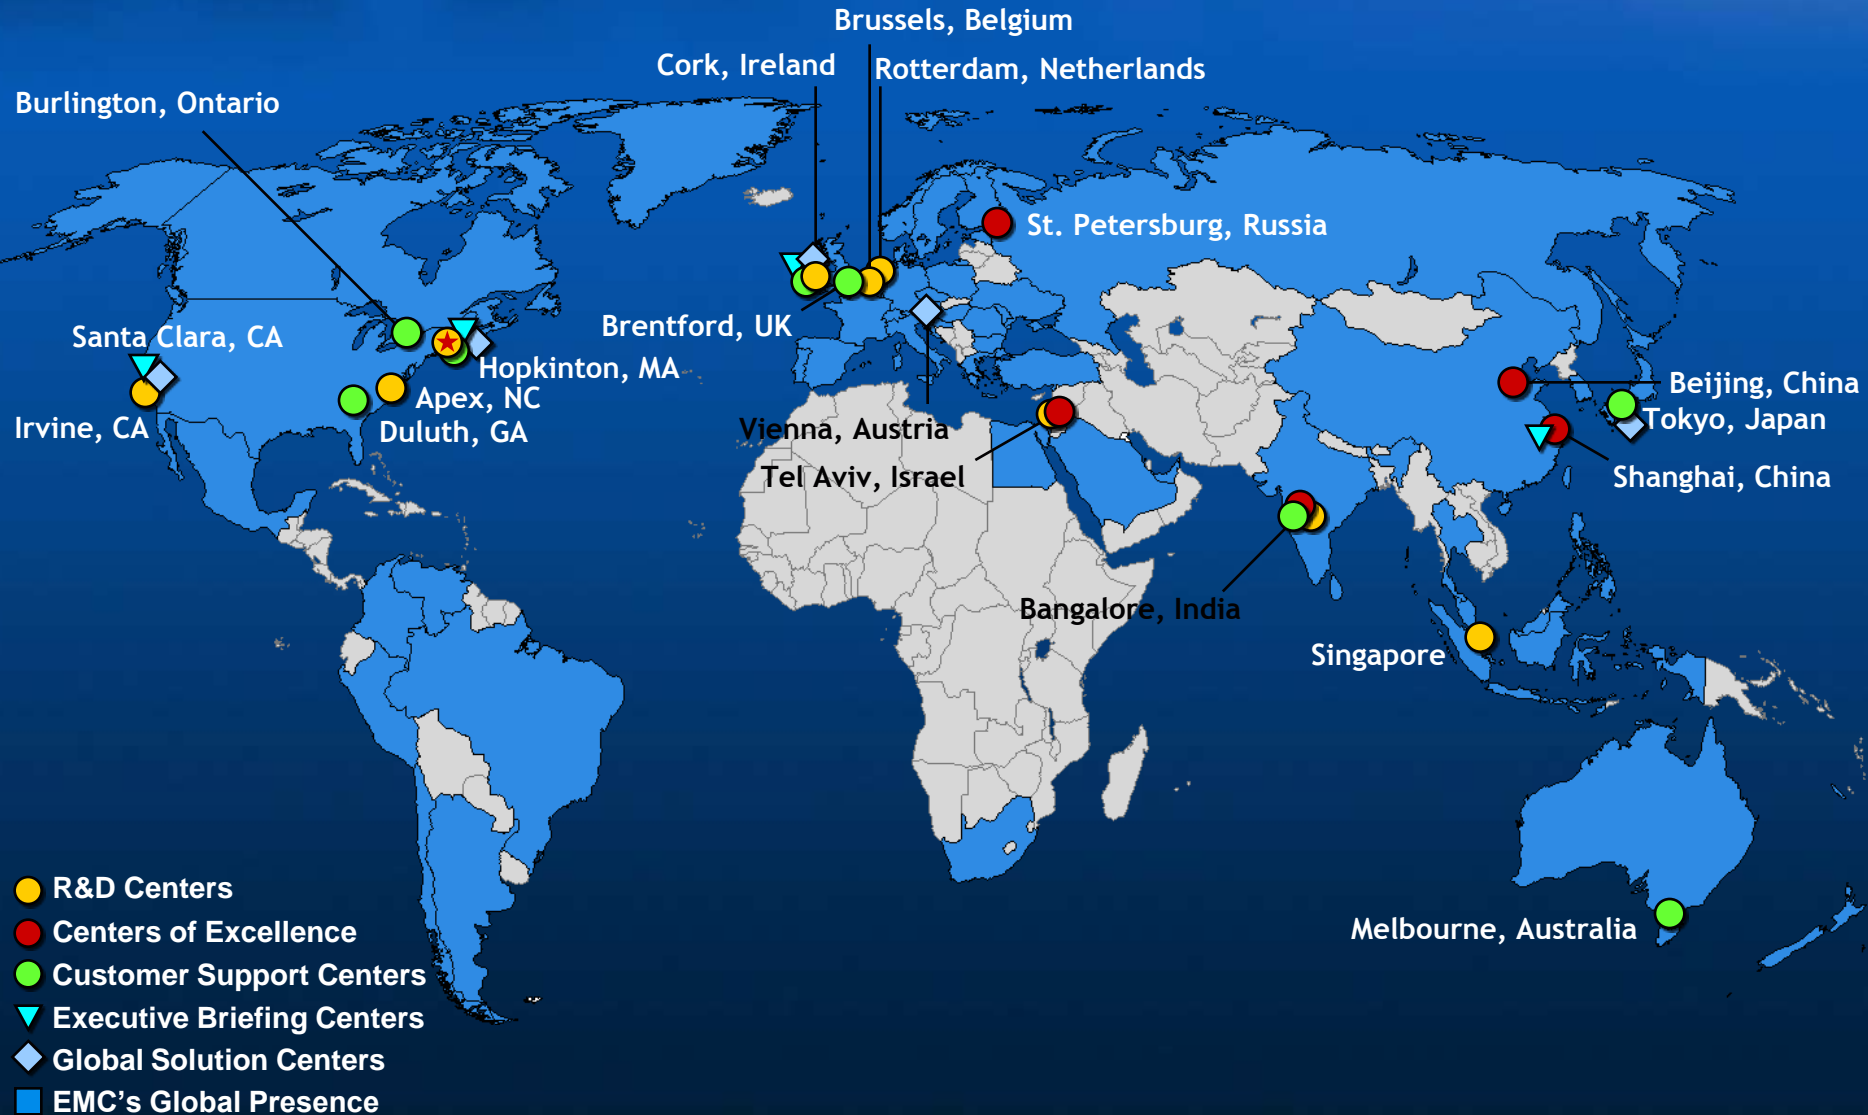 Brussels, Belgium
Cork, Ireland
Rotterdam, Netherlands
Burlington, Ontario
St. Petersburg, Russia
Brentford, UK
Santa Clara, CA
Hopkinton, MA
Beijing, China
Apex, NC
Tokyo, Japan
Irvine, CA
Duluth, GA
Vienna, Austria
Tel Aviv, Israel
Shanghai, China
Bangalore, India
Singapore
Melbourne, Australia
R&D Centers
Centers of Excellence
Customer Support Centers
Executive Briefing Centers
Global Solution Centers
EMC's Global Presence